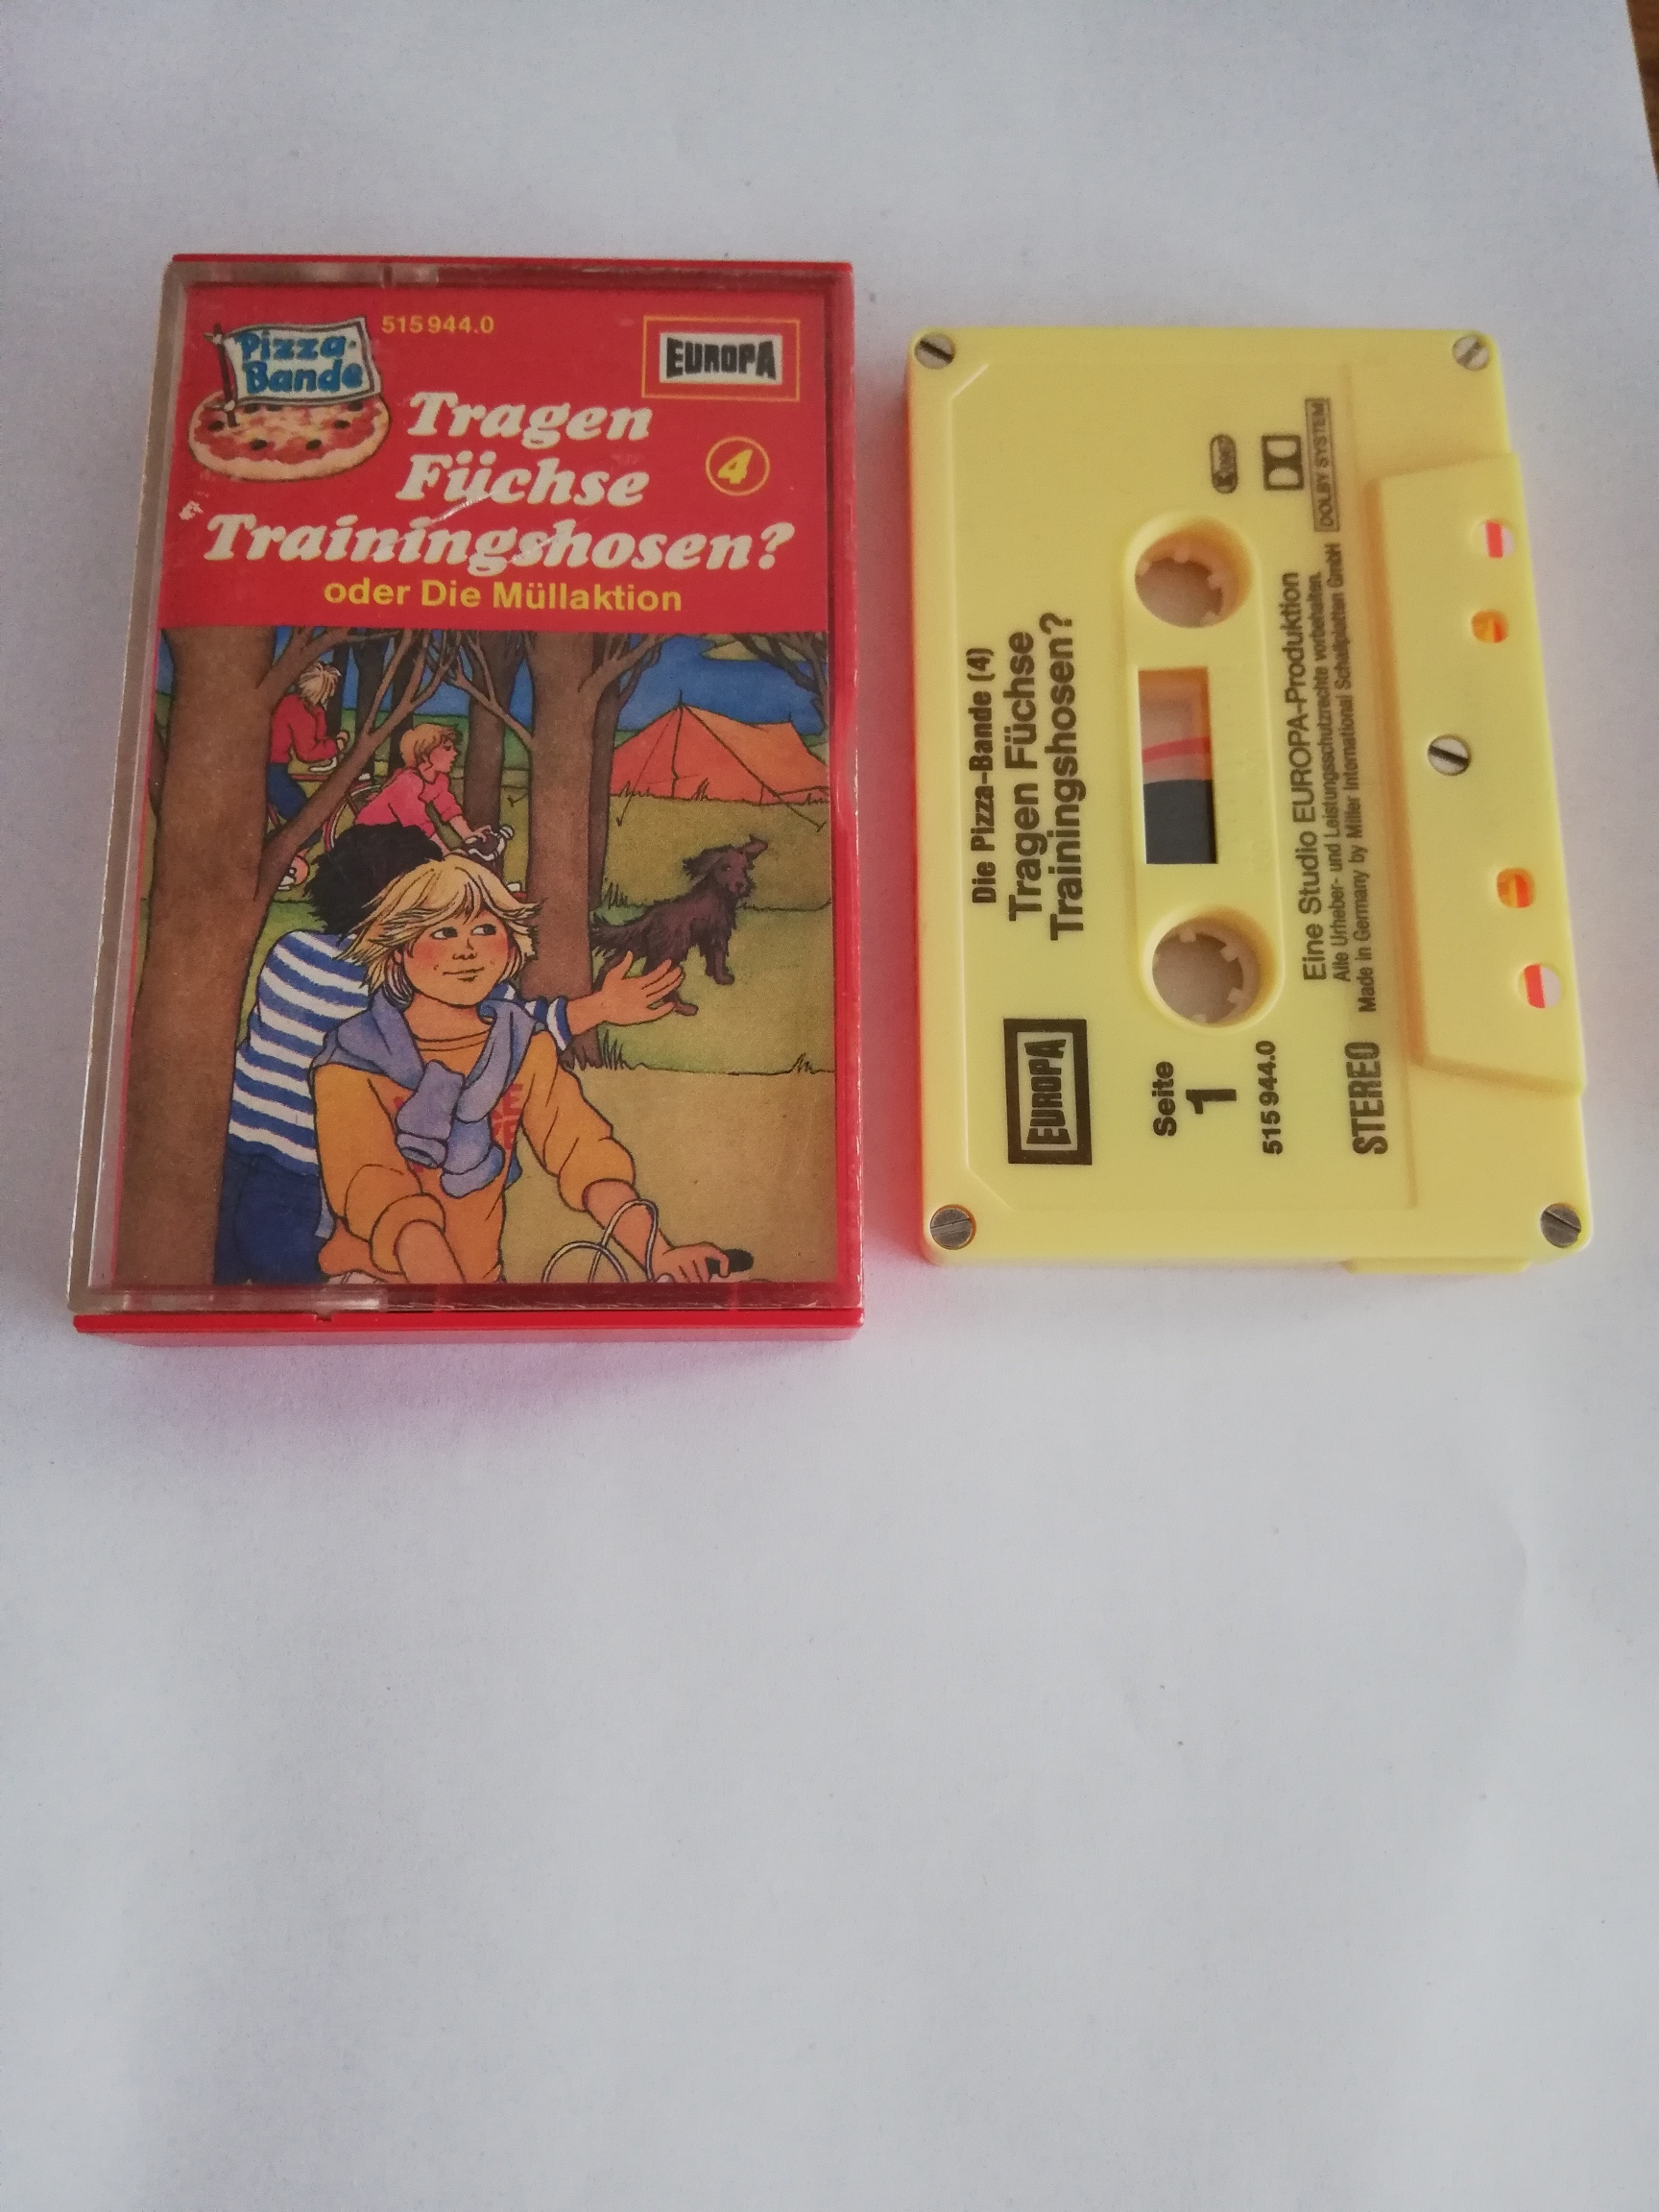 Pizza-
Bande
515 944.0
EUROPA
Tragen
Füchse
Trainingshosen?
4
oder Die Müllaktion
Die Pizza-Bande (4)
Tragen Füchse
Trainingshosen?
EUROPA
Seite
1
515 944.0
STEREO
Eine Studio EUROPA-Produktion
Alle Urheber- und Leistungsschutzrechte vorbehalten.
Made in Germany by Miller International Schallplatten GmbH
DOLBY SYSTEM